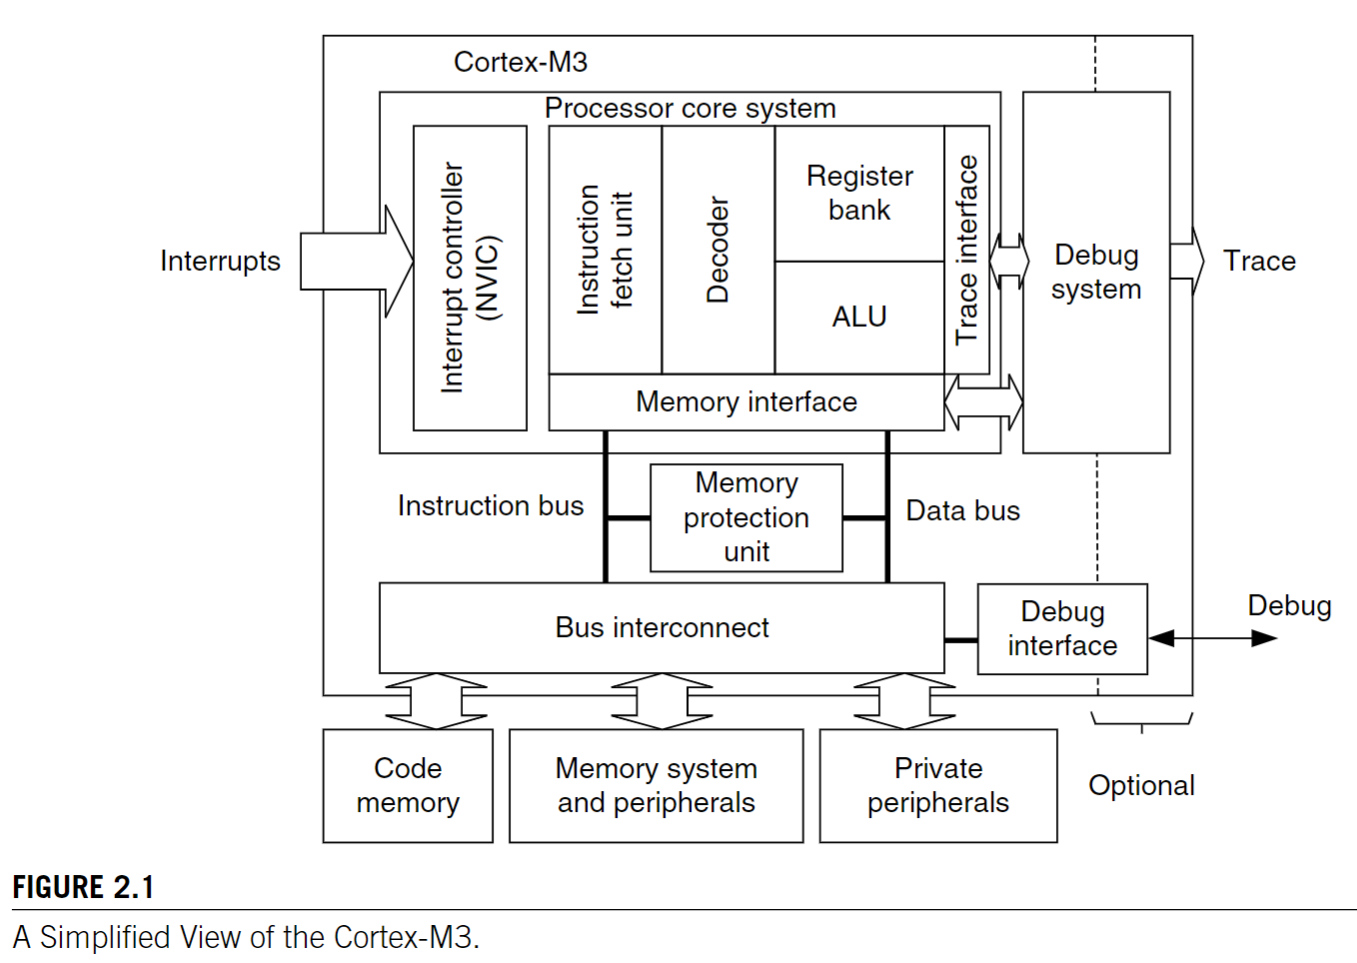 Cortex-M3
Processor core system
Interrupts
Interrupt controller
(NVIC)
Instruction
fetch unit
Decoder
Register
bank
ALU
Trace interface
Debug
system
Trace
Memory interface
Instruction bus
Memory
protection
unit
Data bus
Bus interconnect
Debug
interface
Debug
Code
memory
Memory system
and peripherals
Private
peripherals
Optional
FIGURE 2.1
A Simplified View of the Cortex-M3.